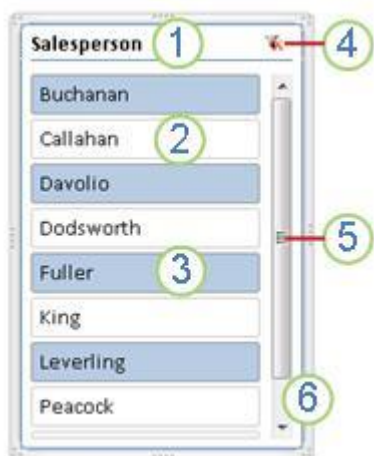 Salesperson 1 4
Buchanan
Callahan 2
Davolio
Dodsworth 5
Fuller 3
King
Leverling
Peacock 6